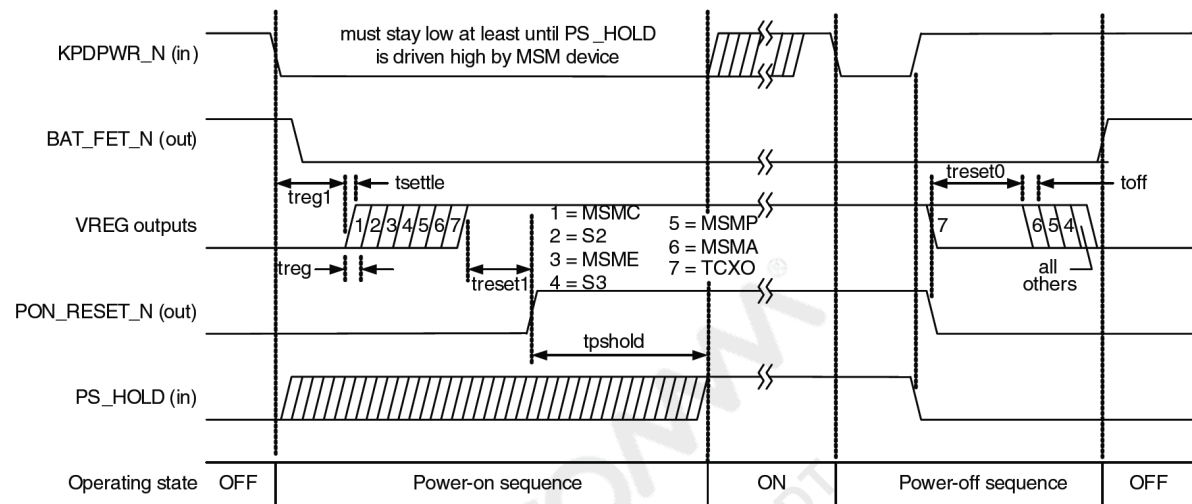 KPDPWR_N (in)
must stay low at least until PS _HOLD
is driven high by MSM device
BAT_FET_N (out)
treg1
tsettle
treset0
toff
VREG outputs
1 2 3 4 5 6 7
1 = MSMC
2 = S2
3 = MSME
4 = S3
5 = MSMP
6 = MSMA
7 = TCXO
7
6 5 4
treg
treset1
all
others
PON_RESET_N (out)
tpshold
PS_HOLD (in)
Operating state
OFF
Power-on sequence
ON
Power-off sequence
OFF